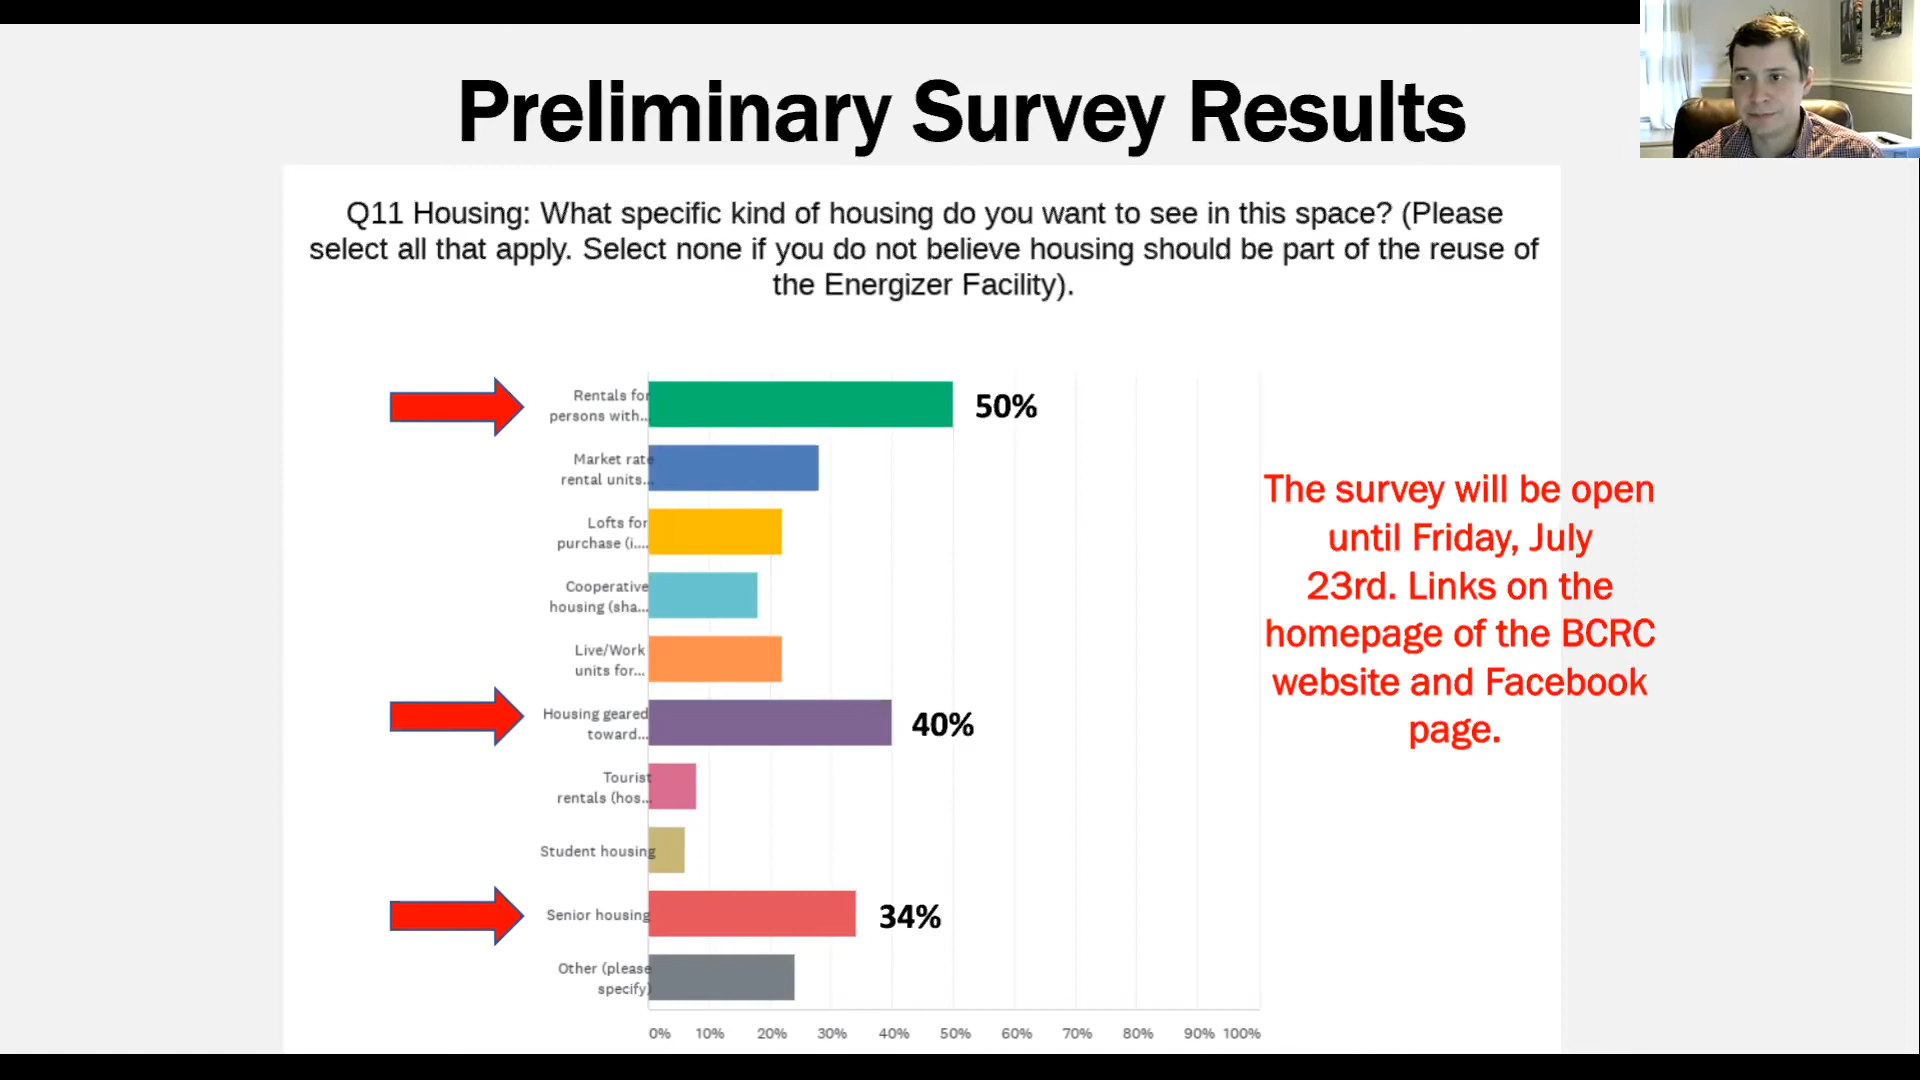 Preliminary Survey Results
Q11 Housing: What specific kind of housing do you want to see in this space? (Please
select all that apply. Select none if you do not believe housing should be part of the reuse of
the Energizer Facility).
Rentals for
persons with...
50%
Market rate
rental units...
Lofts for
purchase (i....
Cooperative
housing (sha...
Live/Work
units for...
Housing geared
toward...
40%
Tourist
rentals (hos...
Student housing
Senior housing
34%
Other (please
specify)
0% 10% 20% 30% 40% 50% 60% 70% 80% 90% 100%
The survey will be open
until Friday, July
23rd. Links on the
homepage of the BCRC
website and Facebook
page.